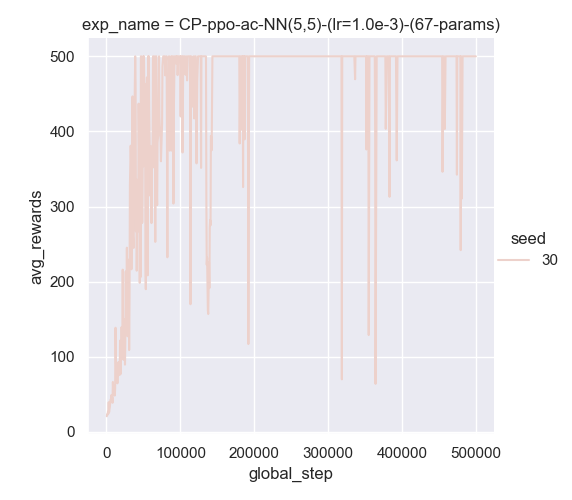 exp_name = CP-ppo-ac-NN(5,5)-(lr=1.0e-3)-(67-params)
500
400
300
200
100
0
avg_rewards
0 100000 200000 300000 400000 500000
global_step
seed
30